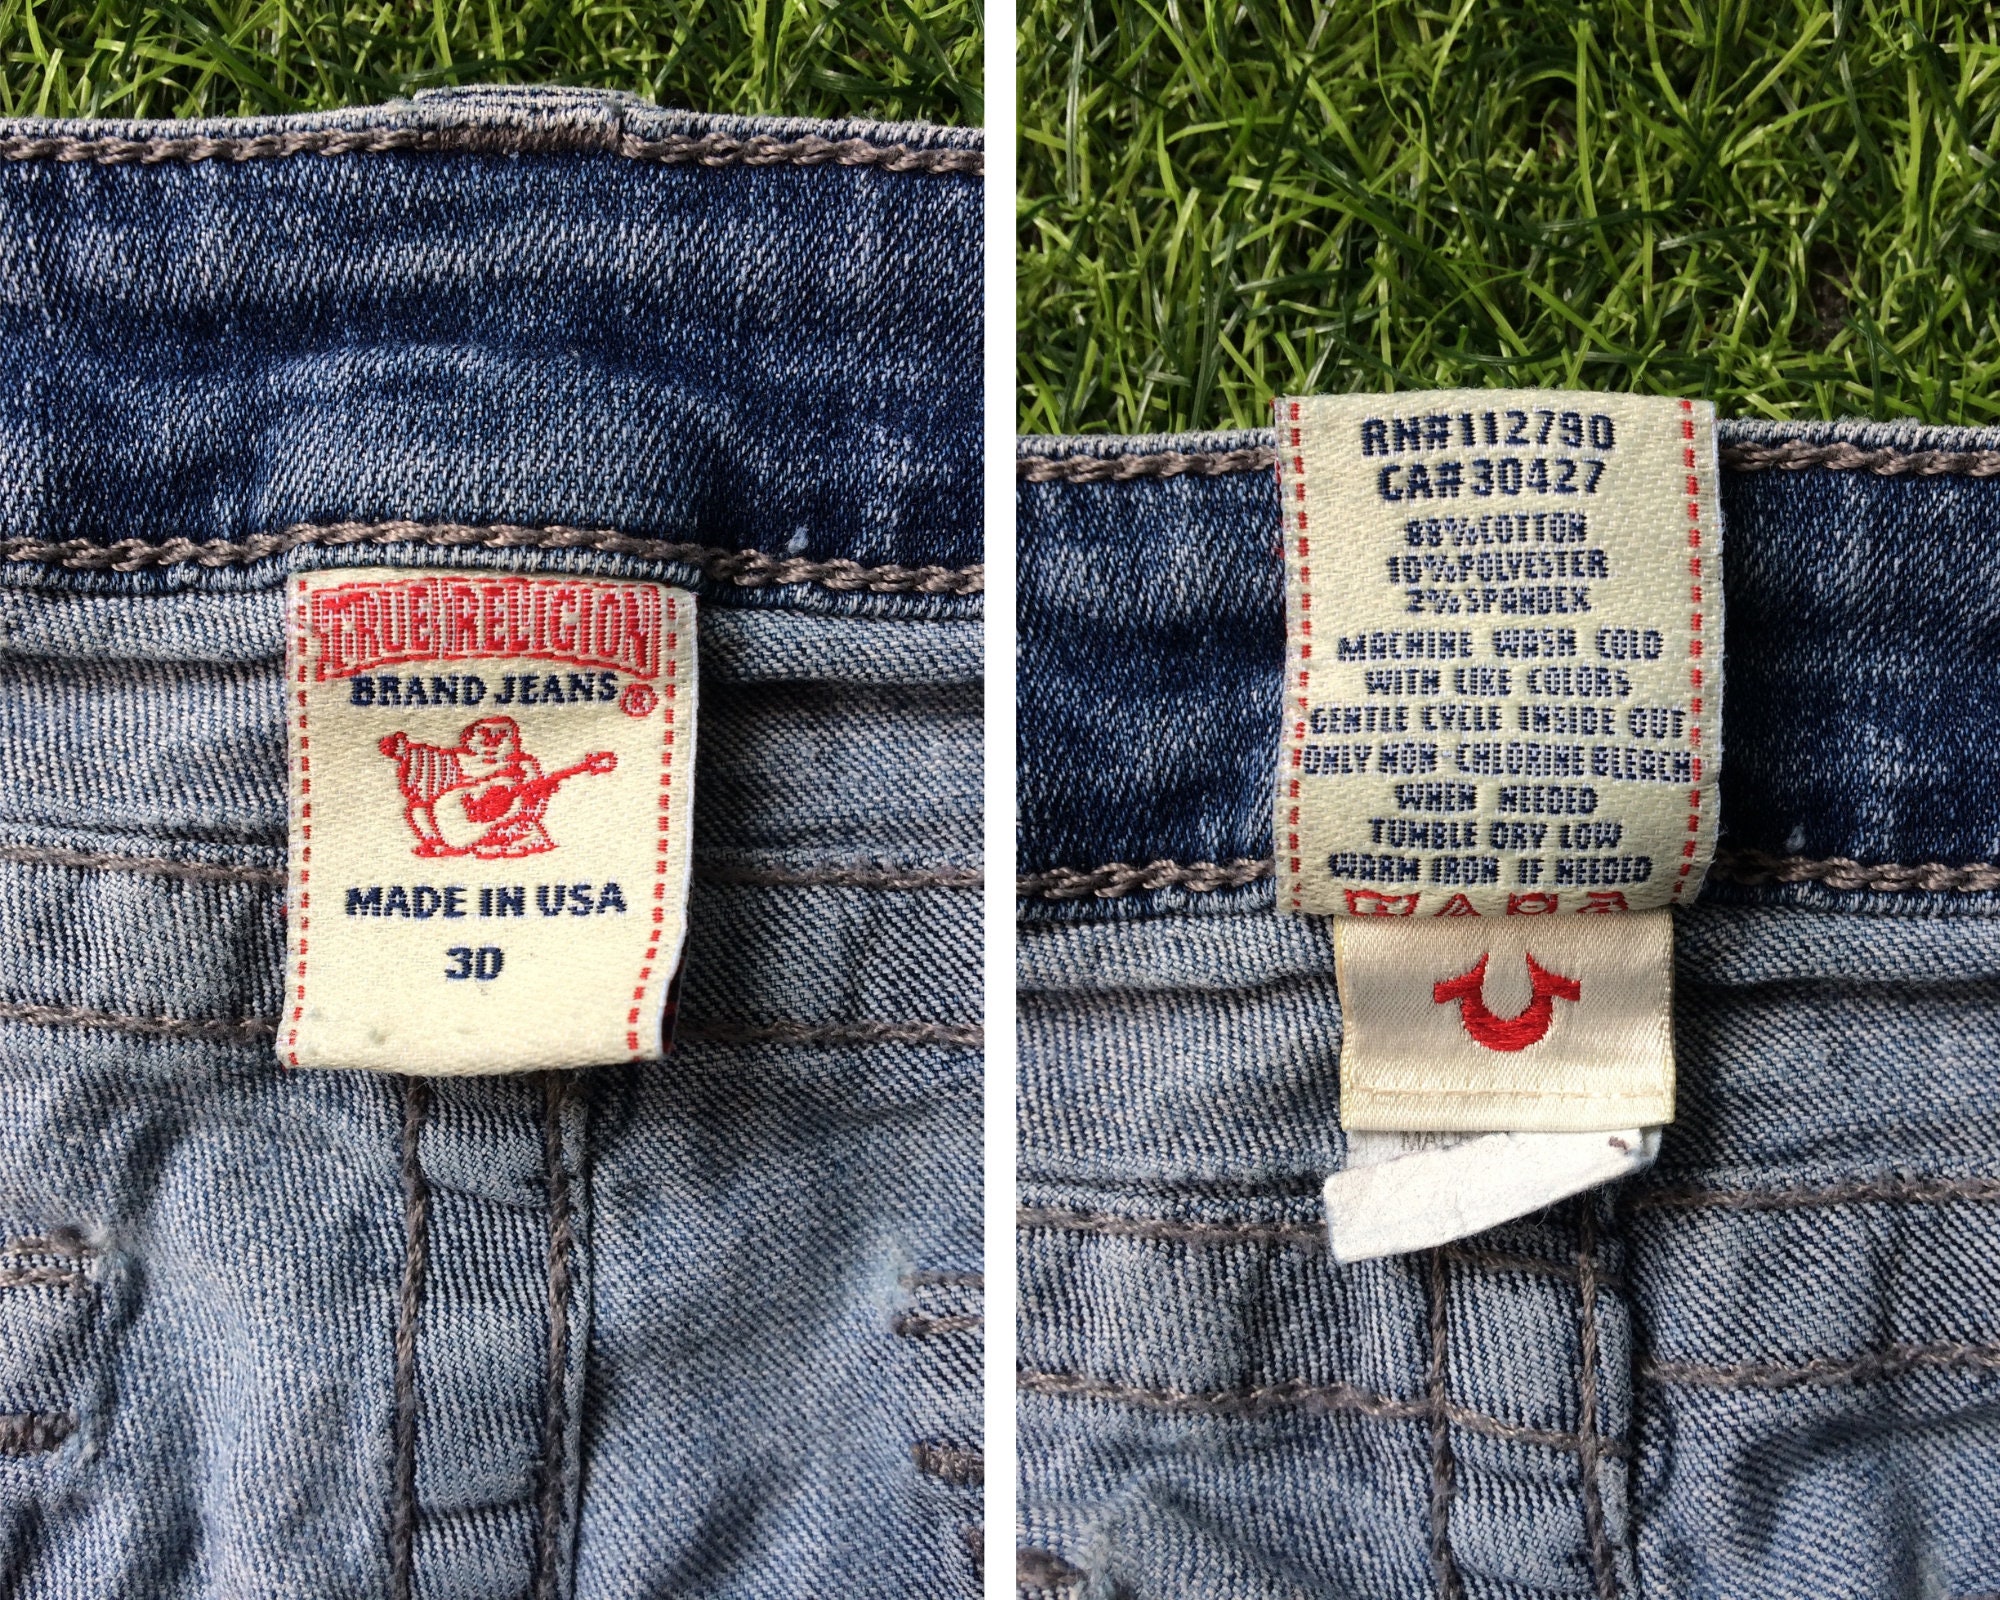 TRUE RELIGION
BRAND JEANS ®
MADE IN USA
30
RN#112790
CA#30427
88%COTTON
10%POLYESTER
2%SPANDEX
MACHINE WASH COLD
WITH LIKE COLORS
GENTLE CYCLE INSIDE OUT
ONLY NON-CHLORINE BLEACH
WHEN NEEDED
TUMBLE DRY LOW
WARM IRON IF NEEDED